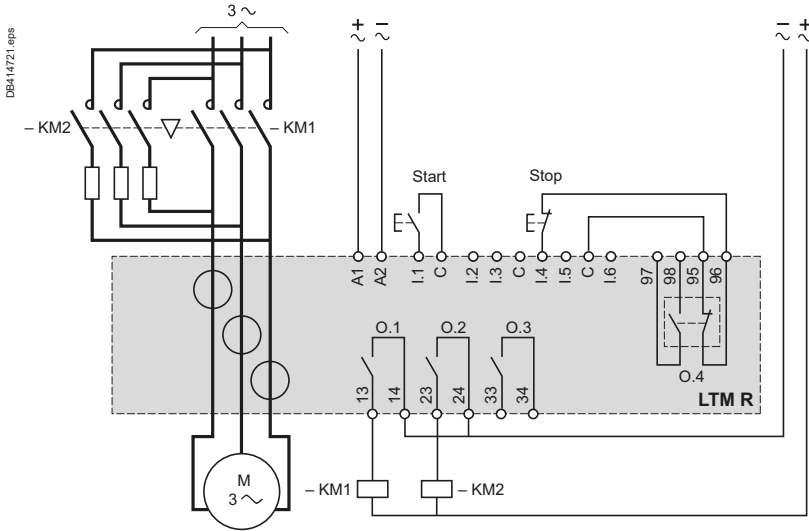 DB414721.eps
3 ∼
+ −
∼ ∼
− +
∼ ∼
– KM2
– KM1
Start
Stop
A1 A2 I.1 C I.2 I.3 C I.4 I.5 C I.6 97 98 95 96
O.1 O.2 O.3
O.4
13 14 23 24 33 34
LTM R
M
3 ∼
– KM1
– KM2